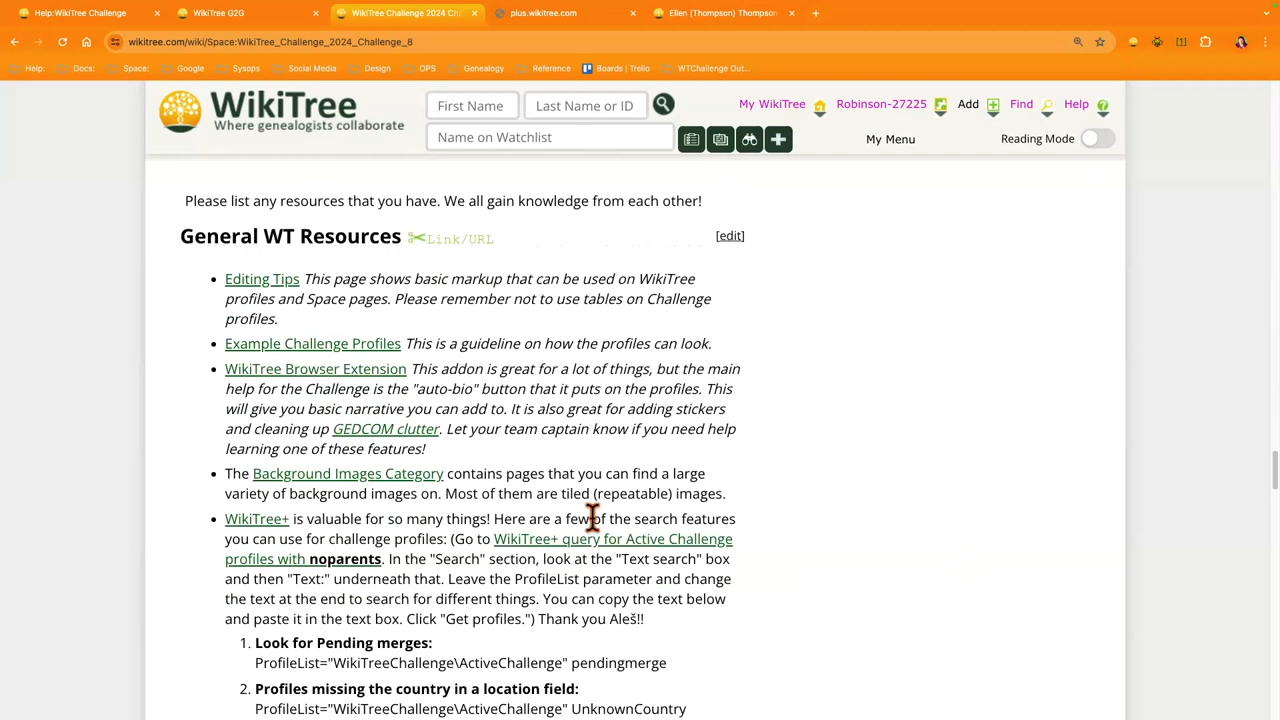 Help:WikiTree Challenge
WikiTree G2G
WikiTree Challenge 2024 Ch
plus.wikitree.com
Ellen (Thompson) Thompson
wikitree.com/wiki/Space:WikiTree_Challenge_2024_Challenge_8
Help: Docs: Space: Google Sysops Social Media Design OPS Genealogy Reference Boards | Trello WTChallenge Out...
WikiTree
Where genealogists collaborate
First Name Last Name or ID
Name on Watchlist
My WikiTree Robinson-27225 Add Find Help
My Menu Reading Mode
Please list any resources that you have. We all gain knowledge from each other!
General WT Resources Link/URL [edit]
• Editing Tips This page shows basic markup that can be used on WikiTree
profiles and Space pages. Please remember not to use tables on Challenge
profiles.
• Example Challenge Profiles This is a guideline on how the profiles can look.
• WikiTree Browser Extension This addon is great for a lot of things, but the main
help for the Challenge is the "auto-bio" button that it puts on the profiles. This
will give you basic narrative you can add to. It is also great for adding stickers
and cleaning up GEDCOM clutter. Let your team captain know if you need help
learning one of these features!
• The Background Images Category contains pages that you can find a large
variety of background images on. Most of them are tiled (repeatable) images.
• WikiTree+ is valuable for so many things! Here are a few of the search features
you can use for challenge profiles: (Go to WikiTree+ query for Active Challenge
profiles with noparents. In the "Search" section, look at the "Text search" box
and then "Text:" underneath that. Leave the ProfileList parameter and change
the text at the end to search for different things. You can copy the text below
and paste it in the text box. Click "Get profiles.") Thank you Aleš!!
1. Look for Pending merges:
ProfileList="WikiTreeChallenge\ActiveChallenge" pendingmerge
2. Profiles missing the country in a location field:
ProfileList="WikiTreeChallenge\ActiveChallenge" UnknownCountry